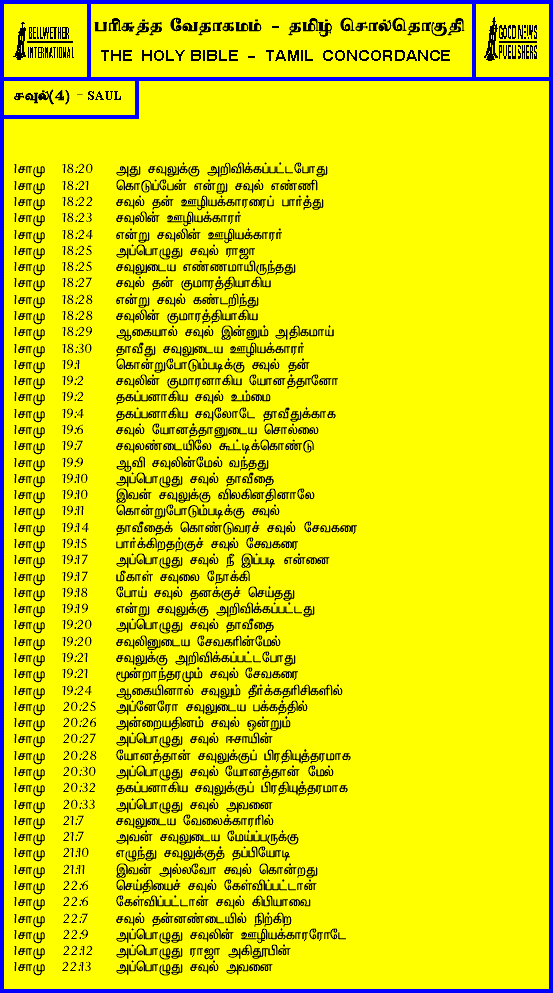 BELLWETHER
INTERNATIONAL
பரிசுத்த வேதாகமம் - தமிழ் சொல்தொகுதி
THE HOLY BIBLE - TAMIL CONCORDANCE
GOOD NEWS
PUBLISHERS
சவுல்(4) - SAUL
1சாமு 18:20 அது சவுலுக்கு அறிவிக்கப்பட்டபோது
1சாமு 18:21 கொடுப்பேன் என்று சவுல் எண்ணி
1சாமு 18:22 சவுல் தன் ஊழியக்காரரைப் பார்த்து
1சாமு 18:23 சவுலின் ஊழியக்காரர்
1சாமு 18:24 என்று சவுலின் ஊழியக்காரர்
1சாமு 18:25 அப்பொழுது சவுல் ராஜா
1சாமு 18:25 சவுலுடைய எண்ணமாயிருந்தது
1சாமு 18:27 சவுல் தன் குமாரத்தியாகிய
1சாமு 18:28 என்று சவுல் கண்டறிந்து
1சாமு 18:28 சவுலின் குமாரத்தியாகிய
1சாமு 18:29 ஆகையால் சவுல் இன்னும் அதிகமாய்
1சாமு 18:30 தாவீது சவுலுடைய ஊழியக்காரர்
1சாமு 19:1 கொன்றுபோடும்படிக்கு சவுல் தன்
1சாமு 19:2 சவுலின் குமாரனாகிய யோனத்தானோ
1சாமு 19:2 தகப்பனாகிய சவுல் உம்மை
1சாமு 19:4 தகப்பனாகிய சவுலோடே தாவீதுக்காக
1சாமு 19:6 சவுல் யோனத்தானுடைய சொல்லை
1சாமு 19:7 சவுலண்டையிலே கூட்டிக்கொண்டு
1சாமு 19:9 ஆவி சவுலின்மேல் வந்தது
1சாமு 19:10 அப்பொழுது சவுல் தாவீதை
1சாமு 19:10 இவன் சவுலுக்கு விலகினதினாலே
1சாமு 19:11 கொன்றுபோடும்படிக்கு சவுல்
1சாமு 19:14 தாவீதைக் கொண்டுவரச் சவுல் சேவகரை
1சாமு 19:15 பார்க்கிறதற்குச் சவுல் சேவகரை
1சாமு 19:17 அப்பொழுது சவுல் நீ இப்படி என்னை
1சாமு 19:17 மீகாள் சவுலை நோக்கி
1சாமு 19:18 போய் சவுல் தனக்குச் செய்தது
1சாமு 19:19 என்று சவுலுக்கு அறிவிக்கப்பட்டது
1சாமு 19:20 அப்பொழுது சவுல் தாவீதை
1சாமு 19:20 சவுலினுடைய சேவகரின்மேல்
1சாமு 19:21 சவுலுக்கு அறிவிக்கப்பட்டபோது
1சாமு 19:21 மூன்றாந்தரமும் சவுல் சேவகரை
1சாமு 19:24 ஆகையினால் சவுலும் தீர்க்கதரிசிகளில்
1சாமு 20:25 அப்னேரோ சவுலுடைய பக்கத்தில்
1சாமு 20:26 அன்றையதினம் சவுல் ஒன்றும்
1சாமு 20:27 அப்பொழுது சவுல் ஈசாயின்
1சாமு 20:28 யோனத்தான் சவுலுக்குப் பிரதியுத்தரமாக
1சாமு 20:30 அப்பொழுது சவுல் யோனத்தான் மேல்
1சாமு 20:32 தகப்பனாகிய சவுலுக்குப் பிரதியுத்தரமாக
1சாமு 20:33 அப்பொழுது சவுல் அவனை
1சாமு 21:7 சவுலுடைய வேலைக்காரரில்
1சாமு 21:7 அவன் சவுலுடைய மேய்ப்பருக்கு
1சாமு 21:10 எழுந்து சவுலுக்குத் தப்பியோடி
1சாமு 21:11 இவன் அல்லவோ சவுல் கொன்றது
1சாமு 22:6 செய்தியைச் சவுல் கேள்விப்பட்டான்
1சாமு 22:6 கேள்விப்பட்டான் சவுல் கிபியாவை
1சாமு 22:7 சவுல் தன்னண்டையில் நிற்கிற
1சாமு 22:9 அப்பொழுது சவுலின் ஊழியக்காரரோடே
1சாமு 22:12 அப்பொழுது ராஜா அகிதூபின்
1சாமு 22:13 அப்பொழுது சவுல் அவனை